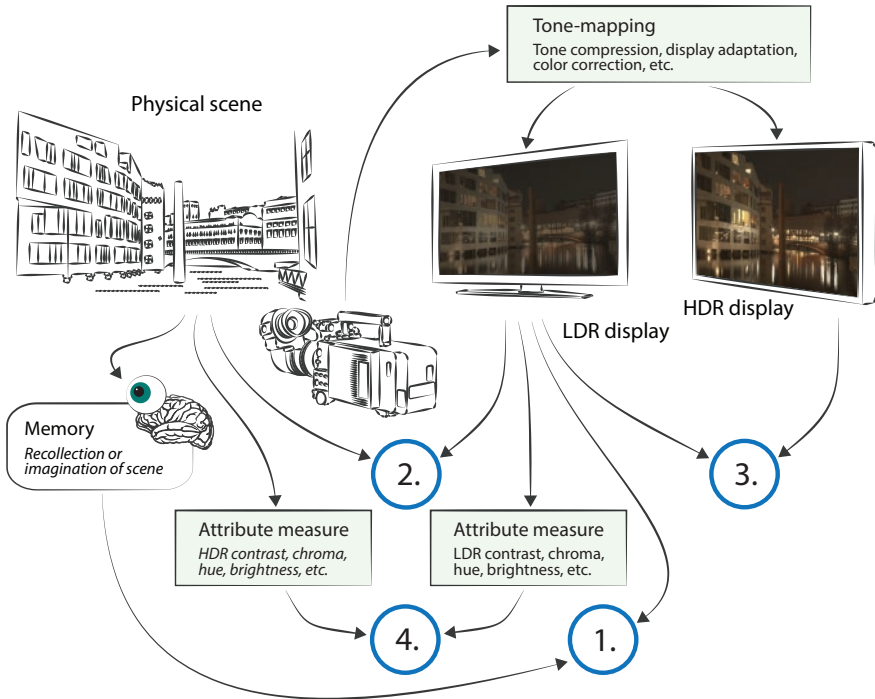 Tone-mapping
Tone compression, display adaptation,
color correction, etc.
Physical scene
LDR display
HDR display
Memory
Recollection or
imagination of scene
2.
3.
Attribute measure
HDR contrast, chroma,
hue, brightness, etc.
Attribute measure
LDR contrast, chroma,
hue, brightness, etc.
4.
1.